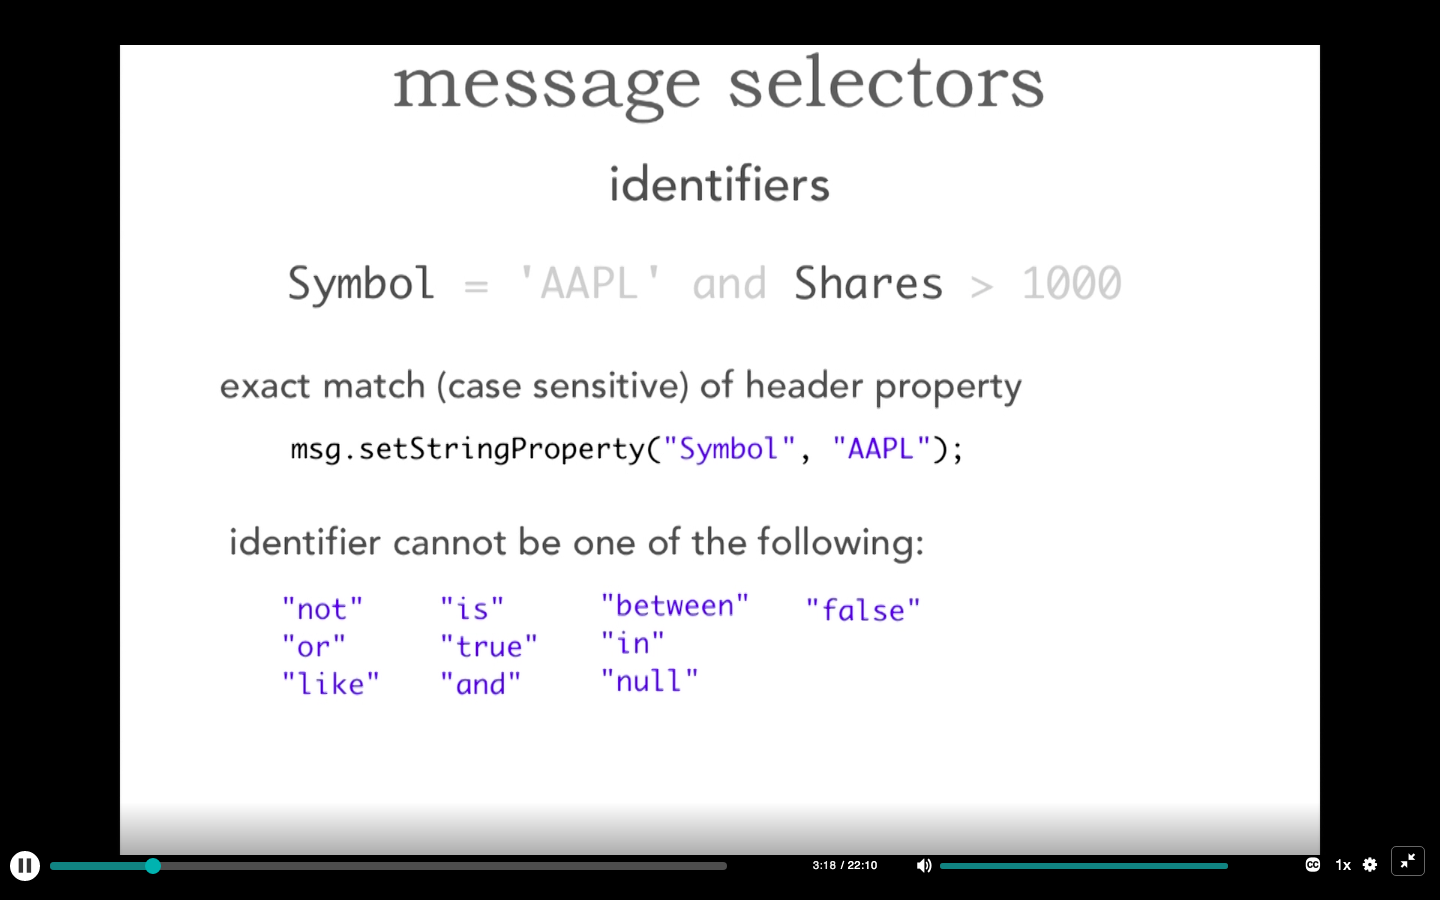 message selectors
identifiers
Symbol = 'AAPL' and Shares > 1000
exact match (case sensitive) of header property
msg.setStringProperty("Symbol", "AAPL");
identifier cannot be one of the following:
"not" "is" "between" "false"
"or" "true" "in"
"like" "and" "null"
3:18 / 22:10 CC 1x